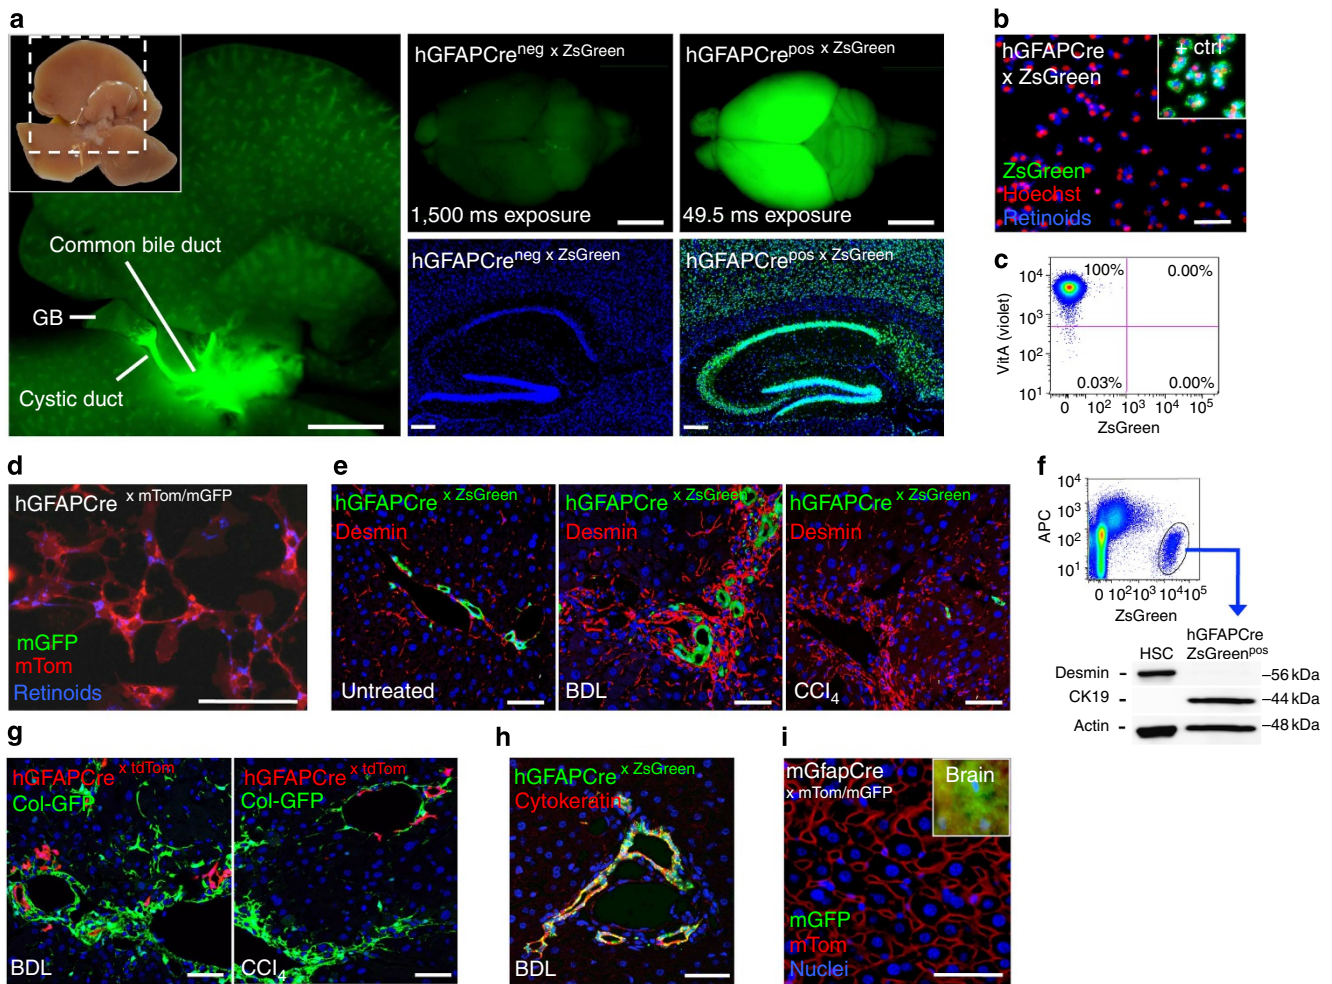 a
hGFAPCre neg x ZsGreen
hGFAPCre pos x ZsGreen
1,500 ms exposure
49.5 ms exposure
Common bile duct
GB
Cystic duct
hGFAPCre neg x ZsGreen
hGFAPCre pos x ZsGreen
b
hGFAPCre
x ZsGreen
+ ctrl
ZsGreen
Hoechst
Retinoids
c
10^4
10^3
10^2
10^1
VitA (violet)
100%
0.00%
0.03%
0.00%
0 10^2 10^3 10^4 10^5
ZsGreen
d
hGFAPCre x mTom/mGFP
mGFP
mTom
Retinoids
e
hGFAPCre x ZsGreen
Desmin
Untreated
hGFAPCre x ZsGreen
Desmin
BDL
hGFAPCre x ZsGreen
Desmin
CCl4
f
10^4
10^3
10^2
10^1
APC
0 10^2 10^3 10^4 10^5
ZsGreen
HSC
hGFAPCre
ZsGreen pos
Desmin - –56 kDa
CK19 - –44 kDa
Actin - –48 kDa
g
hGFAPCre x tdTom
Col-GFP
BDL
hGFAPCre x tdTom
Col-GFP
CCl4
h
hGFAPCre x ZsGreen
Cytokeratin
BDL
i
mGfapCre
x mTom/mGFP
Brain
mGFP
mTom
Nuclei